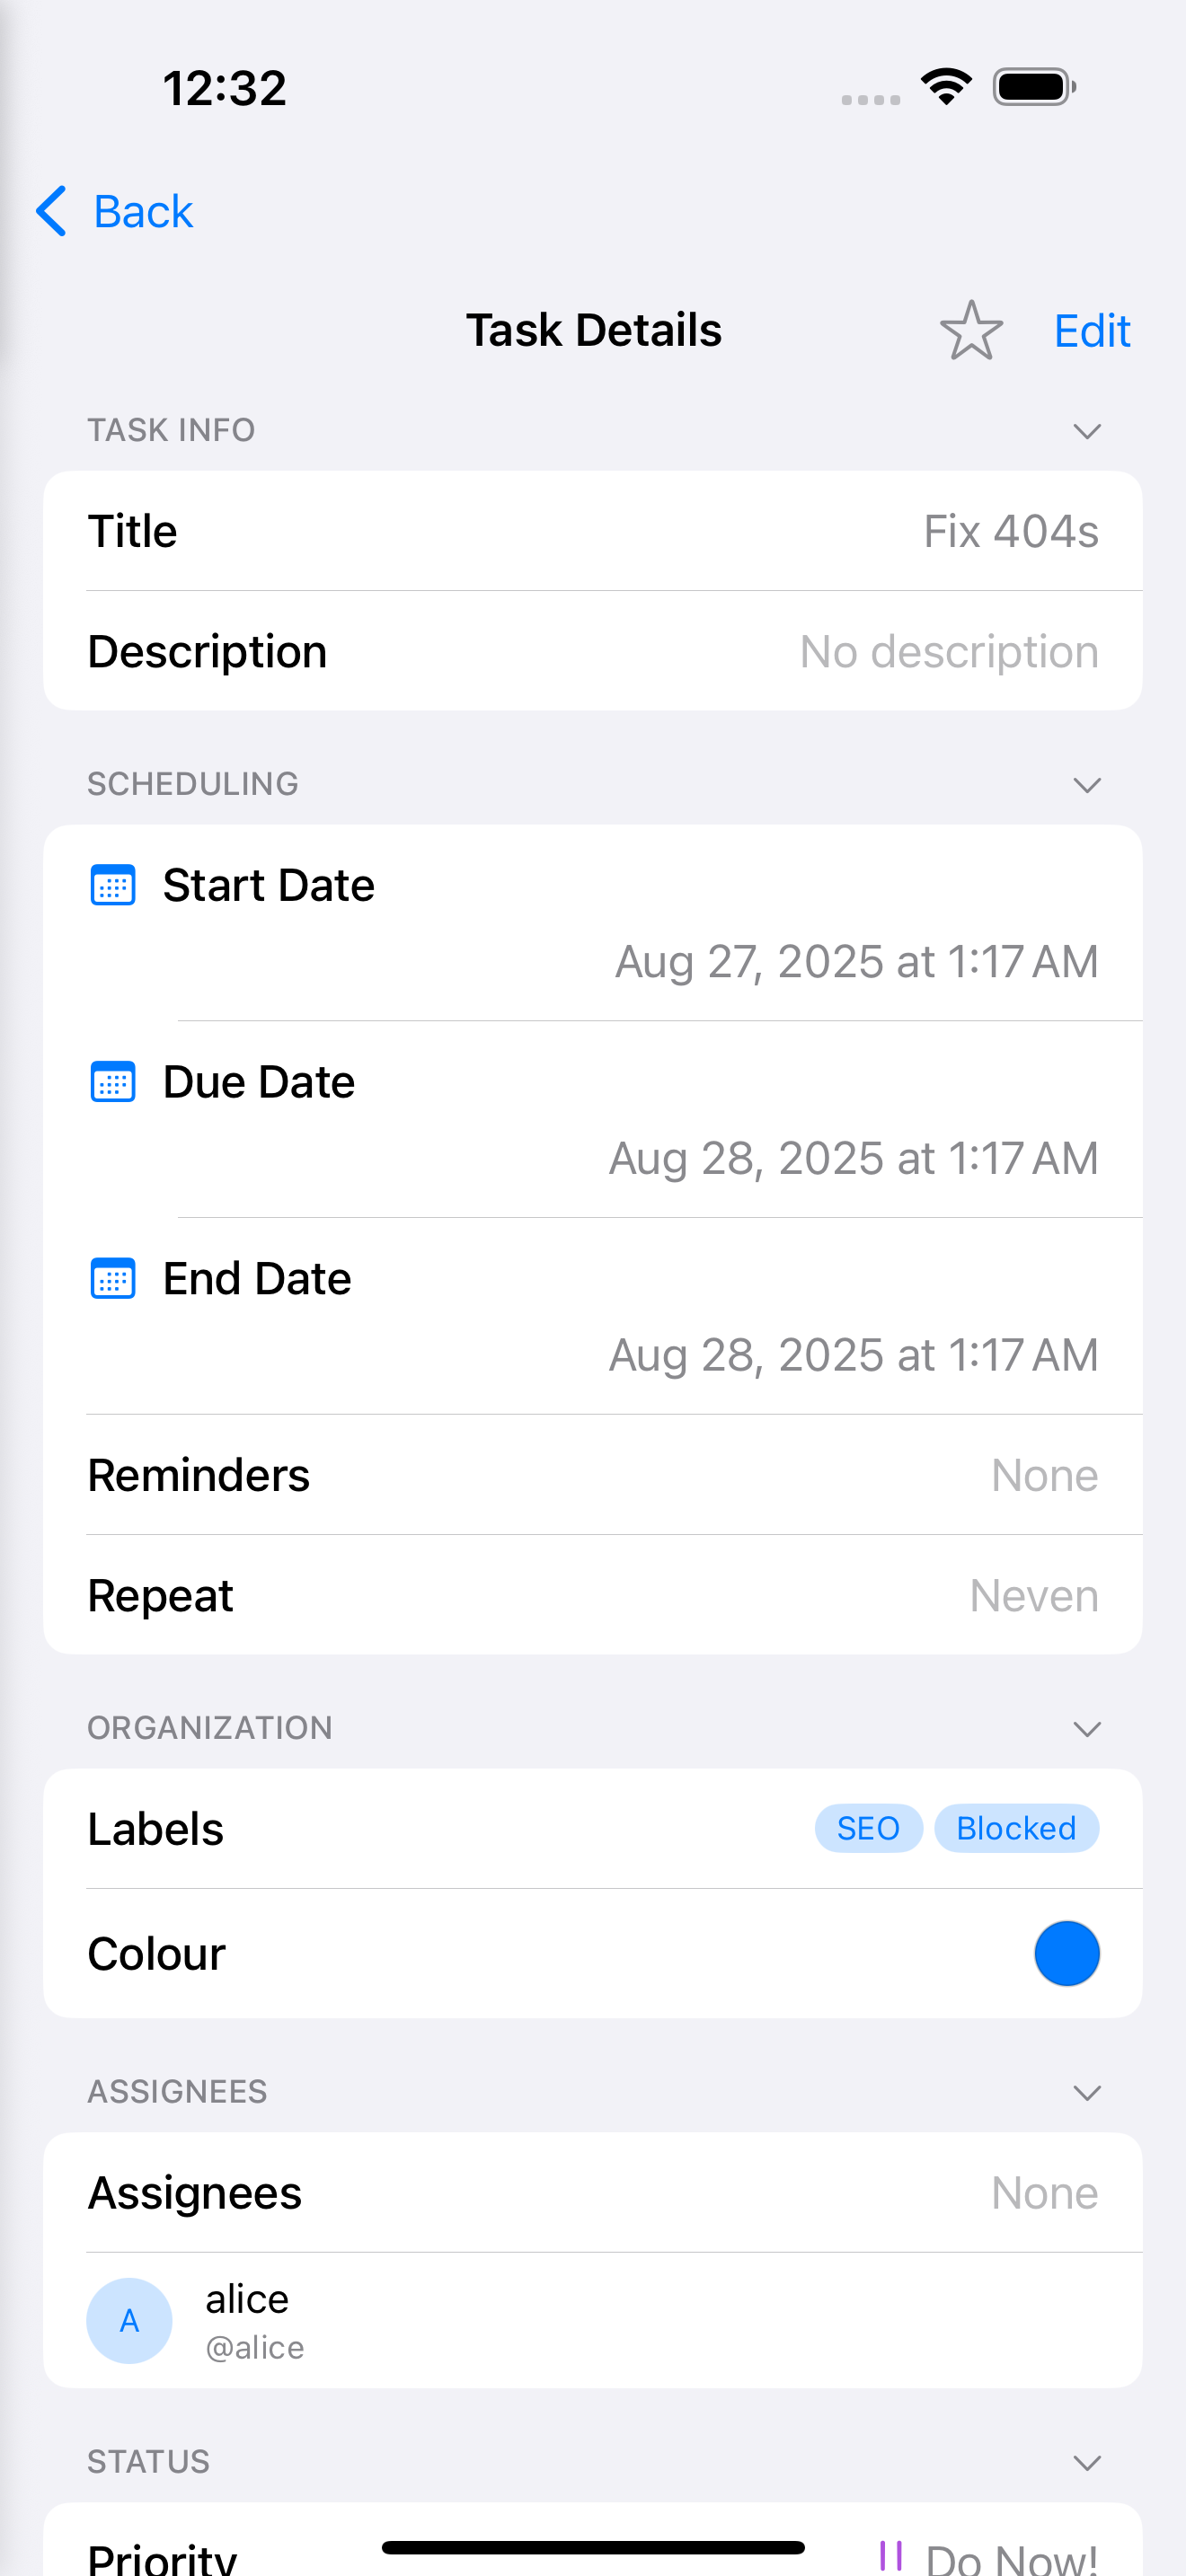 12:32
Back
Task Details
Edit
TASK INFO
Title Fix 404s
Description No description
SCHEDULING
Start Date
Aug 27, 2025 at 1:17 AM
Due Date
Aug 28, 2025 at 1:17 AM
End Date
Aug 28, 2025 at 1:17 AM
Reminders None
Repeat Neven
ORGANIZATION
Labels SEO Blocked
Colour
ASSIGNEES
Assignees None
A
alice
@alice
STATUS
Priority Do Now!